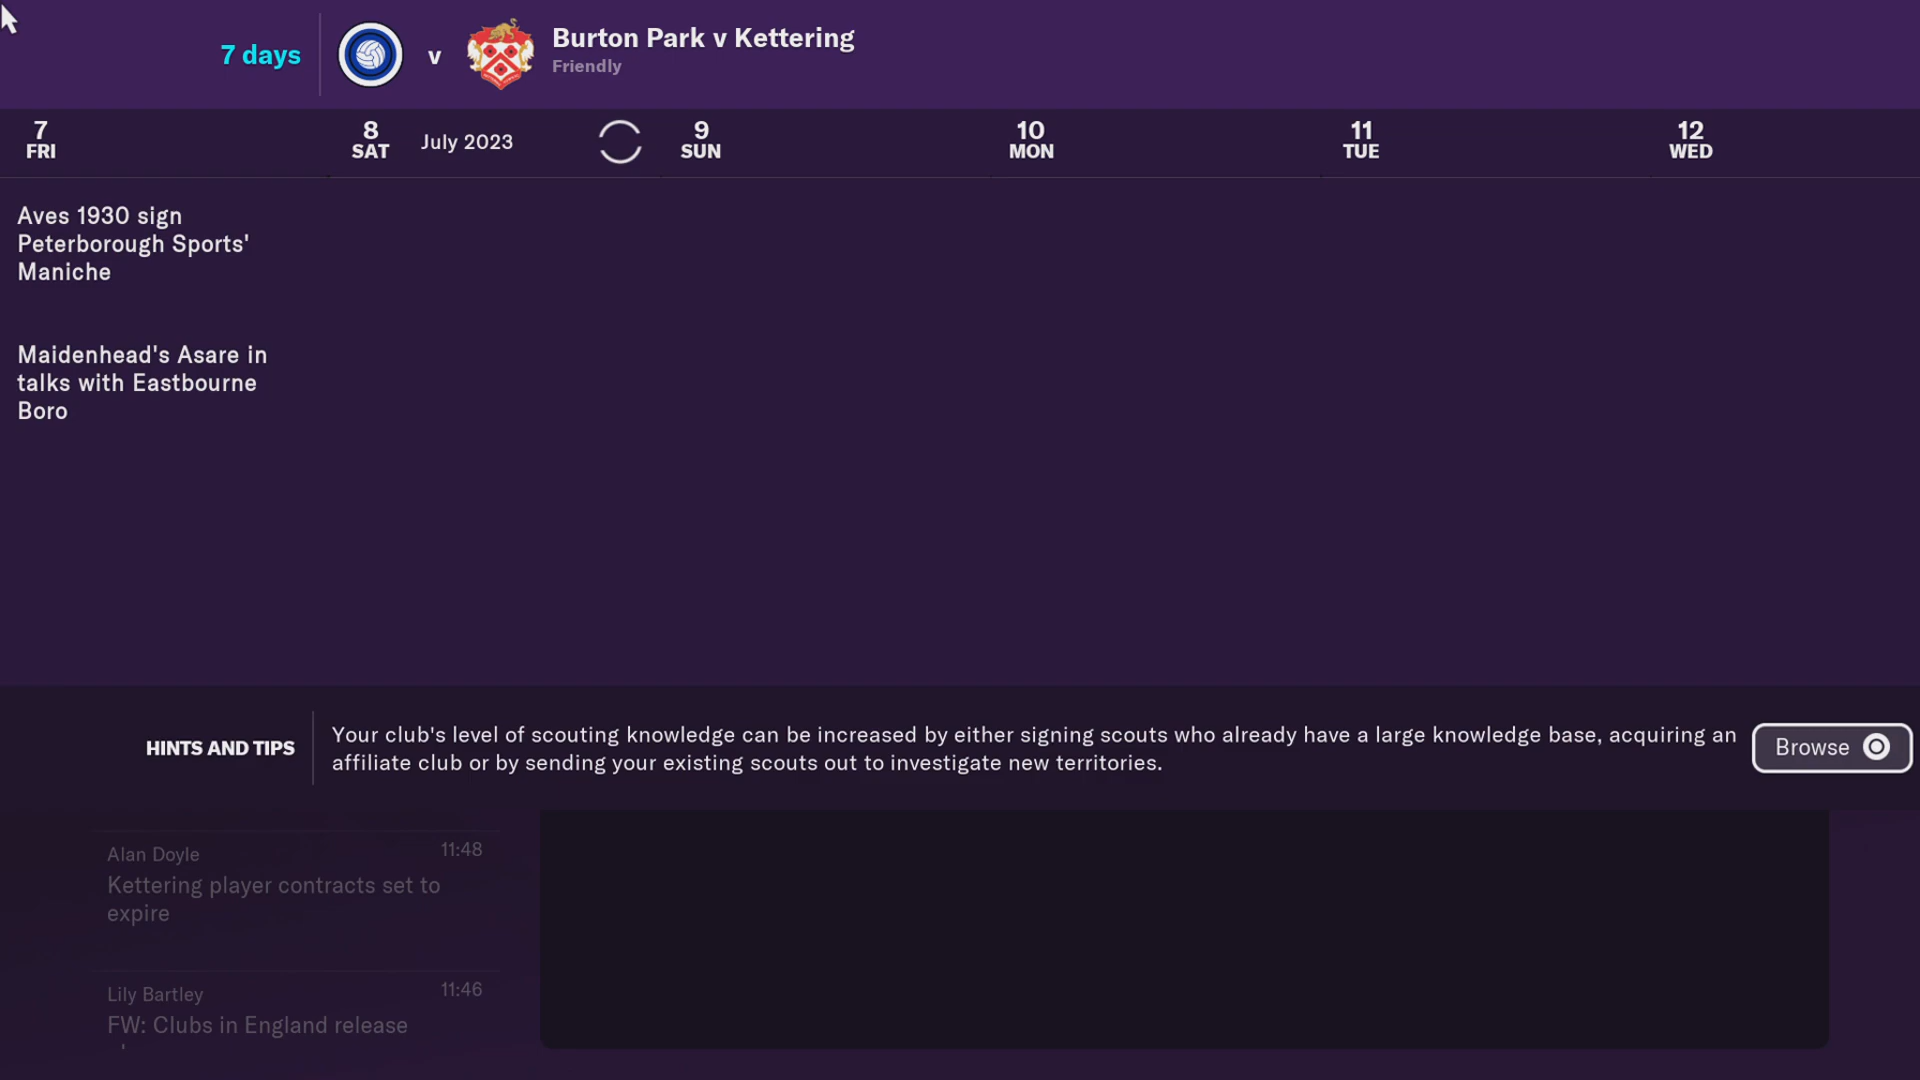 7 days
v
Burton Park v Kettering
Friendly
7
FRI
8
SAT
July 2023
9
SUN
10
MON
11
TUE
12
WED
Aves 1930 sign
Peterborough Sports'
Maniche
Maidenhead's Asare in
talks with Eastbourne
Boro
HINTS AND TIPS
Your club's level of scouting knowledge can be increased by either signing scouts who already have a large knowledge base, acquiring an
affiliate club or by sending your existing scouts out to investigate new territories.
Browse
Alan Doyle
11:48
Kettering player contracts set to
expire
Lily Bartley
11:46
FW: Clubs in England release